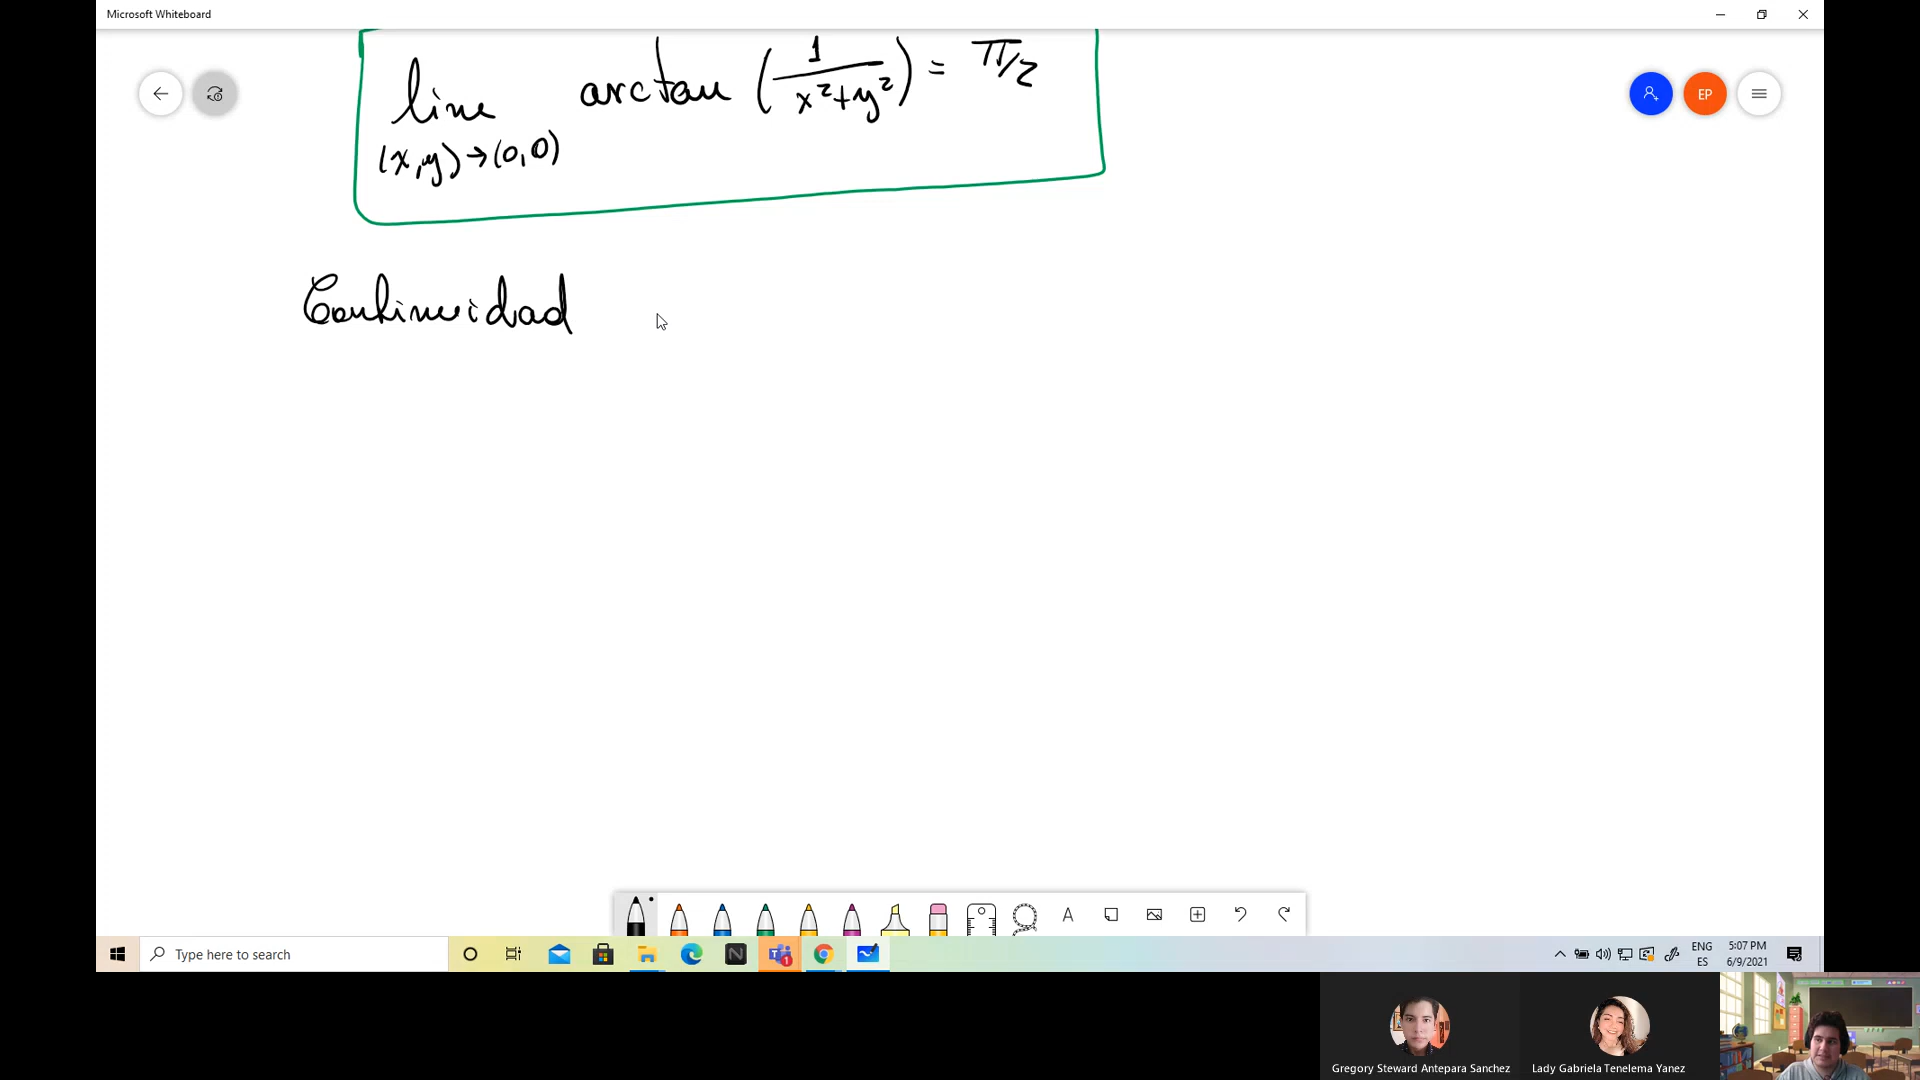 Microsoft Whiteboard
lim arctan (1/(x²+y²)) = π/2
(x,y)→(0,0)
EP
Continuidad
A
Type here to search
N
1
ENG
ES
5:07 PM
6/9/2021
Gregory Steward Antepara Sanchez
Lady Gabriela Tenelema Yanez